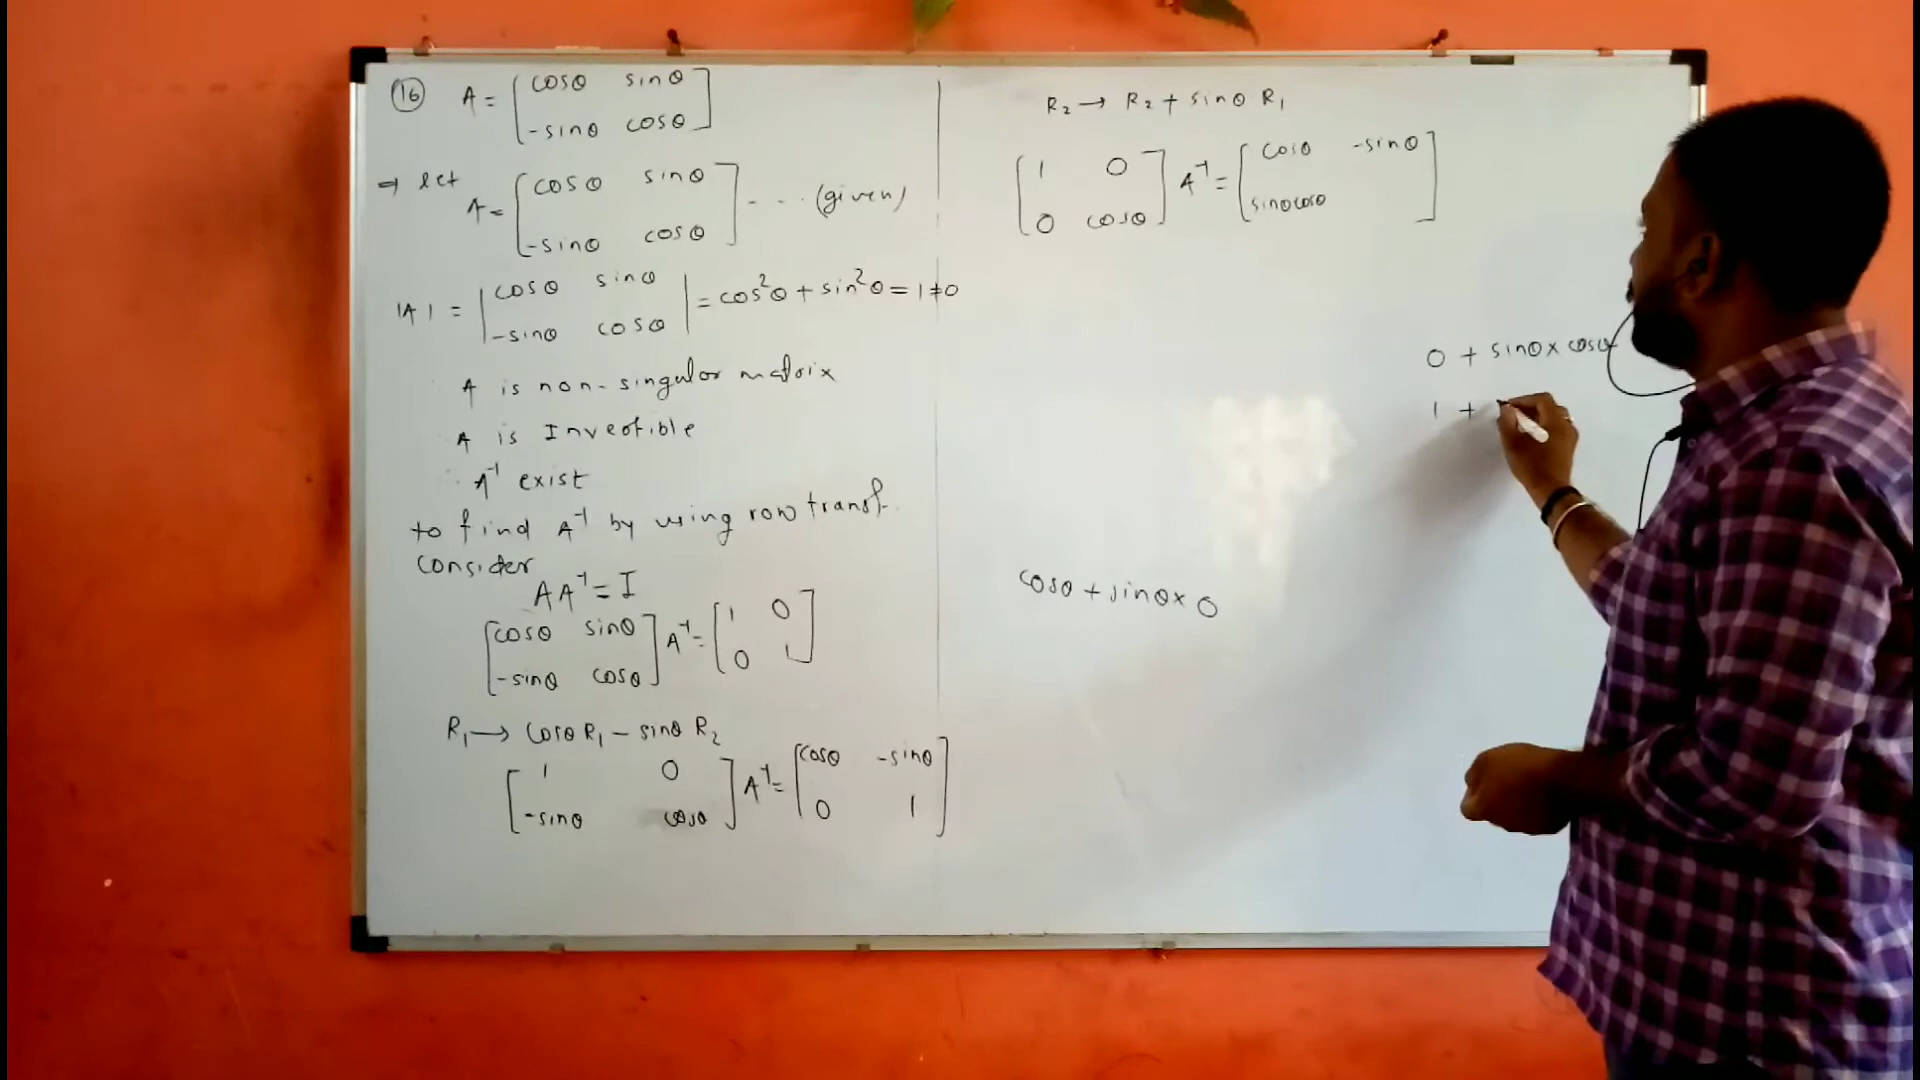 16 A = [ cosθ sinθ
-sinθ cosθ ]
⇒ let
A = [ cosθ sinθ
-sinθ cosθ ] - - - (given)
|A| = | cosθ sinθ
-sinθ cosθ | = cos²θ + sin²θ = 1 ≠ 0
A is non-singular matrix
A is Invertible
A⁻¹ exist
to find A⁻¹ by using row transf.
consider
AA⁻¹ = I
[ cosθ sinθ
-sinθ cosθ ] A⁻¹ = [ 1 0
0 1 ]
R₁ → cosθ R₁ - sinθ R₂
[ 1 0
-sinθ cosθ ] A⁻¹ = [ cosθ -sinθ
0 1 ]
R₂ → R₂ + sinθ R₁
[ 1 0
0 cosθ ] A⁻¹ = [ cosθ -sinθ
sinθcosθ ]
0 + sinθ × cosθ
1 +
cosθ + sinθ × 0